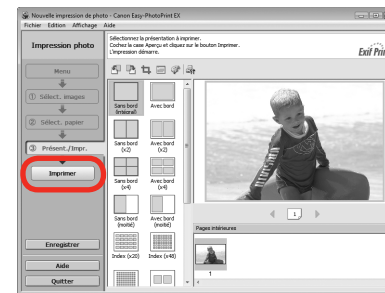 Nouvelle impression de photo - Canon Easy-PhotoPrint EX
Fichier Edition Affichage Aide
Impression photo
Sélectionnez la présentation à imprimer.
Cochez la case Aperçu et cliquez sur le bouton Imprimer.
L'impression démarre.
Exif Prin
Menu
① Sélect. images
② Sélect. papier
③ Présent./Impr.
Imprimer
Enregistrer
Aide
Quitter
Sans bord (intégral)
Avec bord
Sans bord (x2)
Avec bord (x2)
Sans bord (x4)
Avec bord (x4)
Sans bord (moitié)
Avec bord (moitié)
Index (x20)
Index (x48)
1
Pages intérieures
1